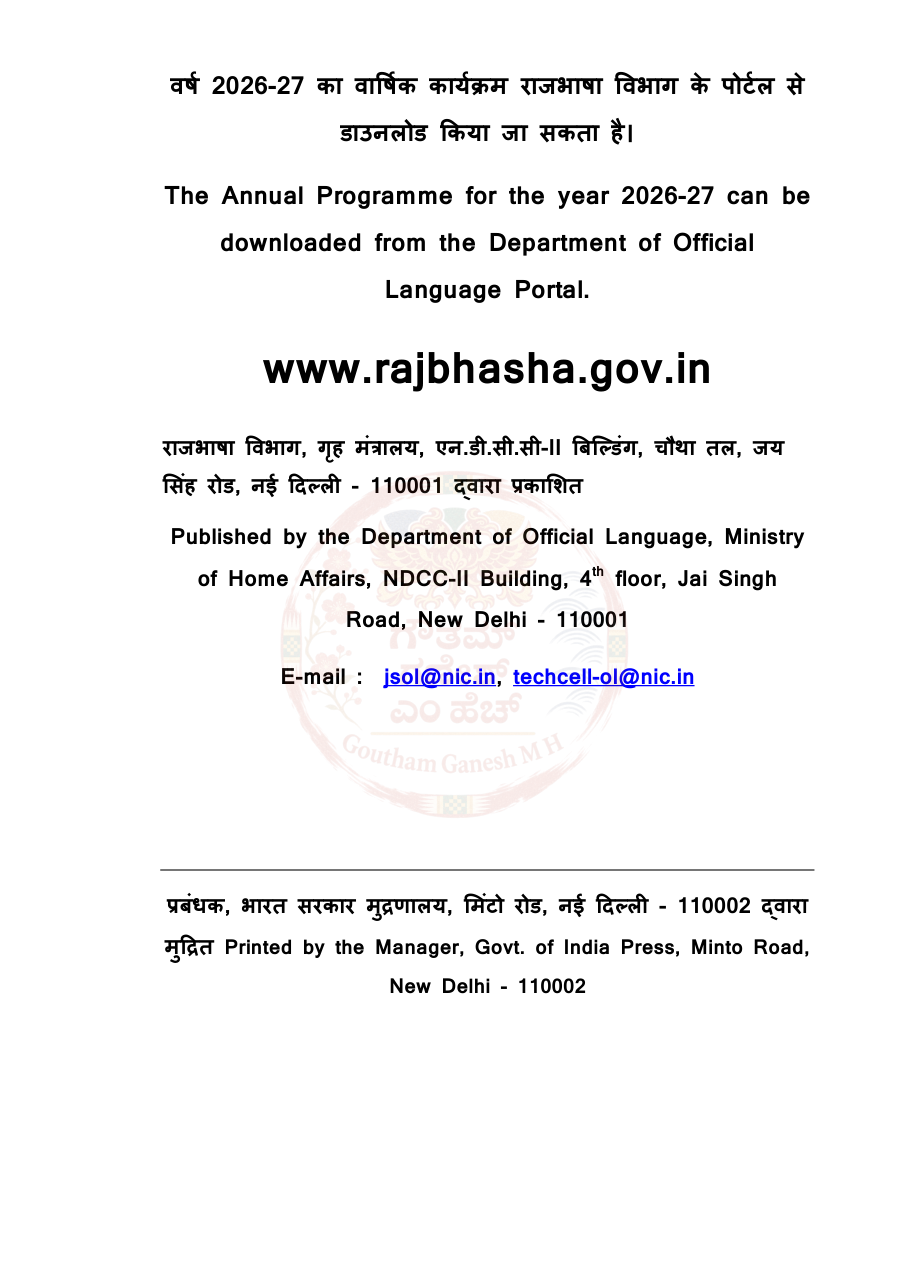 वर्ष 2026-27 का वार्षिक कार्यक्रम राजभाषा विभाग के पोर्टल से
डाउनलोड किया जा सकता है।
The Annual Programme for the year 2026-27 can be
downloaded from the Department of Official
Language Portal.
www.rajbhasha.gov.in
राजभाषा विभाग, गृह मंत्रालय, एन.डी.सी.सी-II बिल्डिंग, चौथा तल, जय
सिंह रोड, नई दिल्ली - 110001 द्वारा प्रकाशित
Published by the Department of Official Language, Ministry
of Home Affairs, NDCC-II Building, 4th floor, Jai Singh
Road, New Delhi - 110001
ಗೌತಮ್
ಗಣೇಶ್
E-mail : jsol@nic.in, techcell-ol@nic.in
ಎಂ ಹೆಚ್
Goutham Ganesh M H
प्रबंधक, भारत सरकार मुद्रणालय, मिंटो रोड, नई दिल्ली - 110002 द्वारा
मुद्रित Printed by the Manager, Govt. of India Press, Minto Road,
New Delhi - 110002